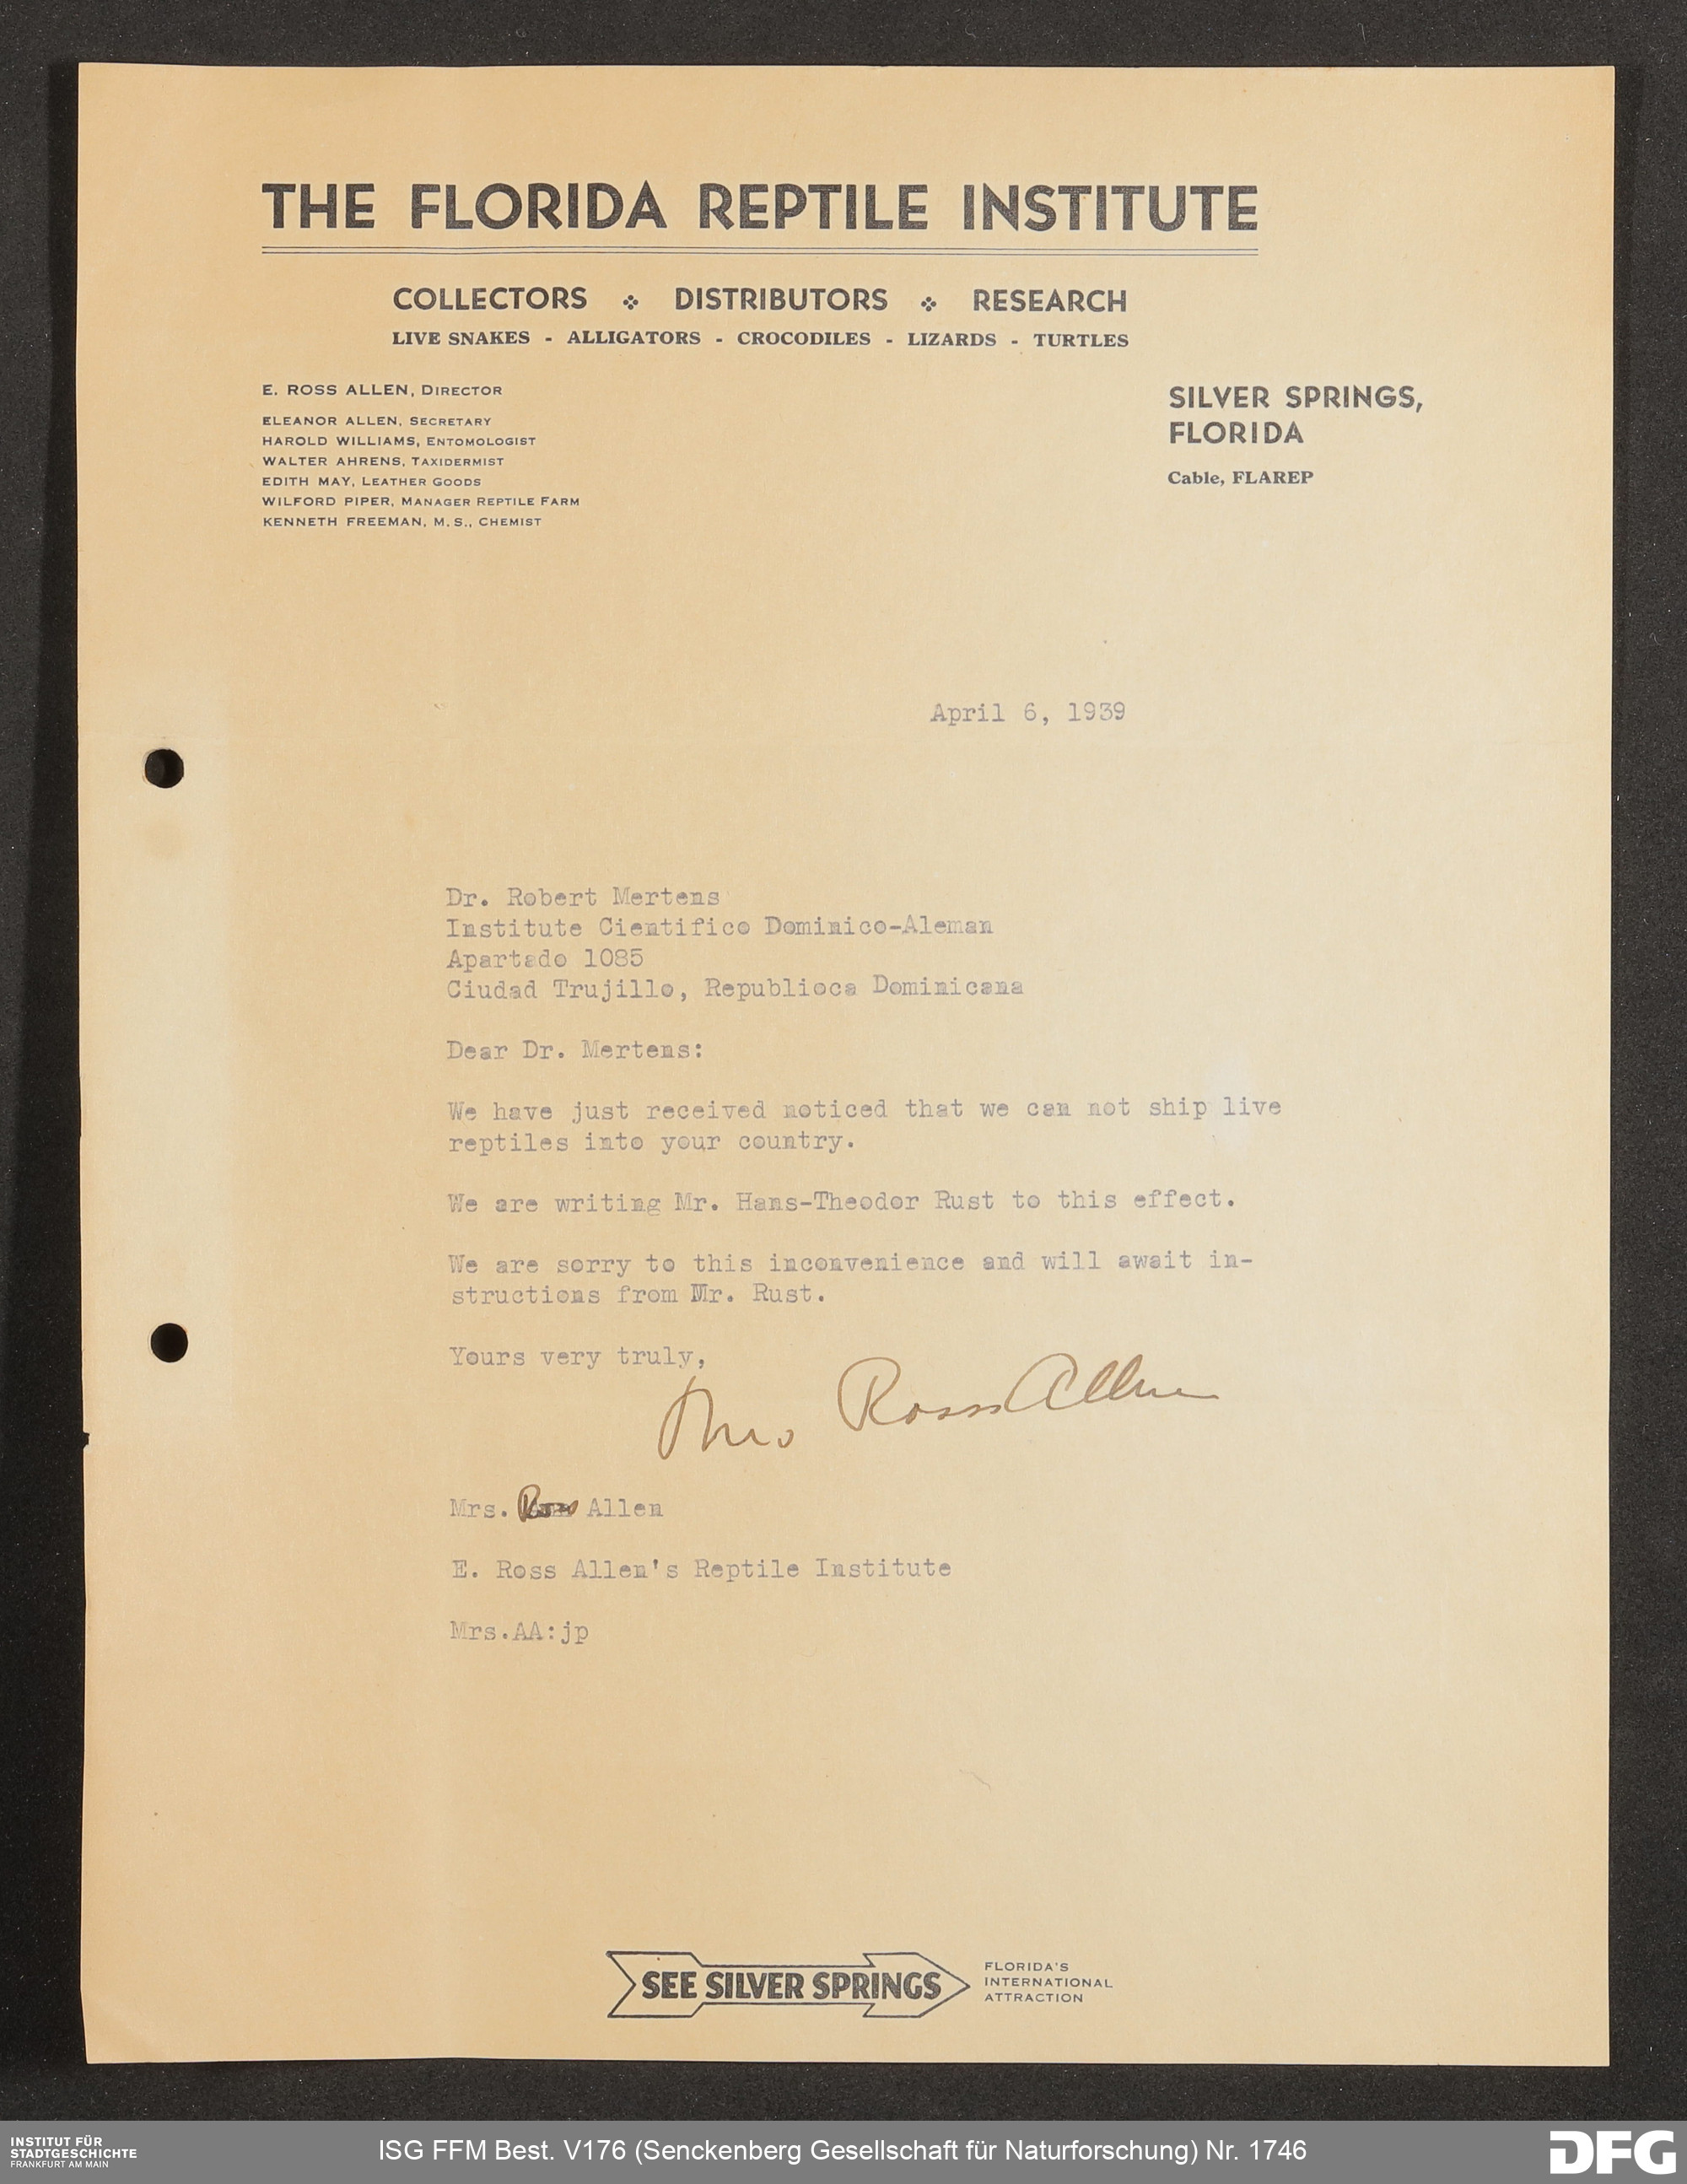 THE FLORIDA REPTILE INSTITUTE
COLLECTORS DISTRIBUTORS RESEARCH
LIVE SNAKES - ALLIGATORS - CROCODILES - LIZARDS - TURTLES
E. ROSS ALLEN, DIRECTOR
ELEANOR ALLEN, SECRETARY
HAROLD WILLIAMS, ENTOMOLOGIST
WALTER AHRENS, TAXIDERMIST
EDITH MAY, LEATHER GOODS
WILFORD PIPER, MANAGER REPTILE FARM
KENNETH FREEMAN, M. S., CHEMIST
SILVER SPRINGS,
FLORIDA
Cable, FLAREP
April 6, 1939
Dr. Robert Mertens
Institute Cientifico Dominico-Aleman
Apartado 1085
Ciudad Trujillo, Republioca Dominicana
Dear Dr. Mertens:
We have just received noticed that we can not ship live
reptiles into your country.
We are writing Mr. Hans-Theodor Rust to this effect.
We are sorry to this inconvenience and will await in-
structions from Mr. Rust.
Yours very truly,
Mrs Ross Allen
Mrs. Ross Allen
E. Ross Allen's Reptile Institute
Mrs.AA:jp
SEE SILVER SPRINGS
FLORIDA'S
INTERNATIONAL
ATTRACTION
INSTITUT FÜR
STADTGESCHICHTE
FRANKFURT AM MAIN
ISG FFM Best. V176 (Senckenberg Gesellschaft für Naturforschung) Nr. 1746
DFG